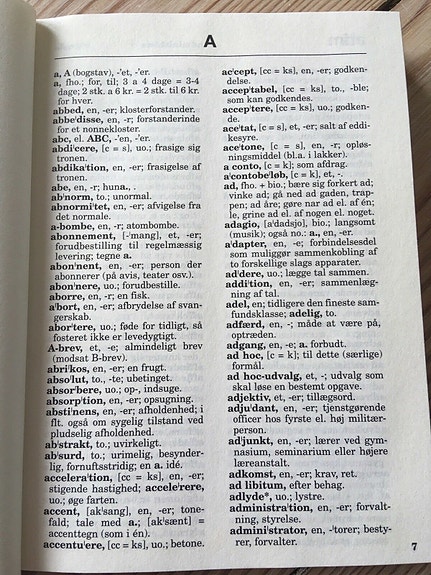 A
a, A (bogstav), -'et, -'er.
a, fho.; for, til; 3 a 4 dage = 3-4
dage; 2 stk. a 6 kr. = 2 stk. til 6 kr.
for hver.
abbed, en, -er; klosterforstander.
abbe'disse, en, -r; forstanderinde
for et nonnekloster.
abc, el. ABC, -'en, -'er.
abdi'cere, [c = s], uo.; frasige sig
tronen.
abdika'tion, en, -er; frasigelse af
tronen.
abe, en, -r; huna., .
ab'norm, to.; unormal.
abnormi'tet, en, -er; afvigelse fra
det normale.
a-bombe, en, -r; atombombe.
abonnement, [-'mang], et, -er;
forudbestilling til regelmæssig
levering; tegne a.
abon'nent, en, -er; person der
abonnerer (på avis, teater osv.).
abon'nere, uo.; forudbestille.
aborre, en, -r; en fisk.
a'bort, en, -er; afbrydelse af svan-
gerskab.
abor'tere, uo.; føde for tidligt, så
fosteret ikke er levedygtigt.
A-brev, et, -e; almindeligt brev
(modsat B-brev).
abri'kos, en, -er; en frugt.
abso'lut, to., -te; ubetinget.
absor'bere, uo.; op-, indsuge.
absorp'tion, en, -er; opsugning.
absti'nens, en, -er; afholdenhed; i
flt. også om sygelig tilstand ved
pludselig afholdenhed.
ab'strakt, to.; uvirkeligt.
ab'surd, to.; urimelig, besynder-
lig, fornuftsstridig; en a. idé.
accelera'tion, [cc = ks], en, -er;
stigende hastighed; accele'rere,
uo.; øge farten.
accent, [ak'sang], en, -er; tone-
fald; tale med a.; [ak'sænt] =
accenttegn (som i én).
accentu'ere, [cc = ks], uo.; betone.
ac'cept, [cc = ks], en, -er; godken-
delse.
accep'tabel, [cc = ks], to., -ble;
som kan godkendes.
accep'tere, [cc = ks], uo.; godken-
de.
ace'tat, [c = s], et, -er; salt af eddi-
kesyre.
ace'tone, [c = s], en, -r; opløs-
ningsmiddel (bl.a. i lakker).
a conto, [c = k]; som afdrag.
a'contobe'løb, [c = k], et, -.
ad, fho. + bio.; bære sig forkert ad;
vinke ad; gå ned ad gaden, trap-
pen; ad åre; gøre nar ad el. af én;
le, grine ad el. af nogen el. noget.
adagio, [a'dadsjo], bio.; langsomt
(musik); også no.: a., en, -er.
a'dapter, en, -e; forbindelsesdel
som muliggør sammenkobling af
to forskellige slags apparater.
ad'dere, uo.; lægge tal sammen.
addi'tion, en, -er; sammenlæg-
ning af tal.
adel, en; tidligere den fineste sam-
fundsklasse; adelig, to.
adfærd, en, -; måde at være på,
optræden.
adgang, en, -e; a. forbudt.
ad hoc, [c = k]; til dette (særlige)
formål.
ad hoc-udvalg, et, -; udvalg som
skal løse en bestemt opgave.
adjektiv, et, -er; tillægsord.
adju'dant, en, -er; tjenstgørende
officer hos fyrste el. høj militær-
person.
ad'junkt, en, -er; lærer ved gym-
nasium, seminarium eller højere
læreanstalt.
adkomst, en, -er; krav, ret.
ad libitum, efter behag.
adlyde*, uo.; lystre.
administra'tion, en, -er; forvalt-
ning, styrelse.
admini'strator, en, -'torer; besty-
rer, forvalter.
7